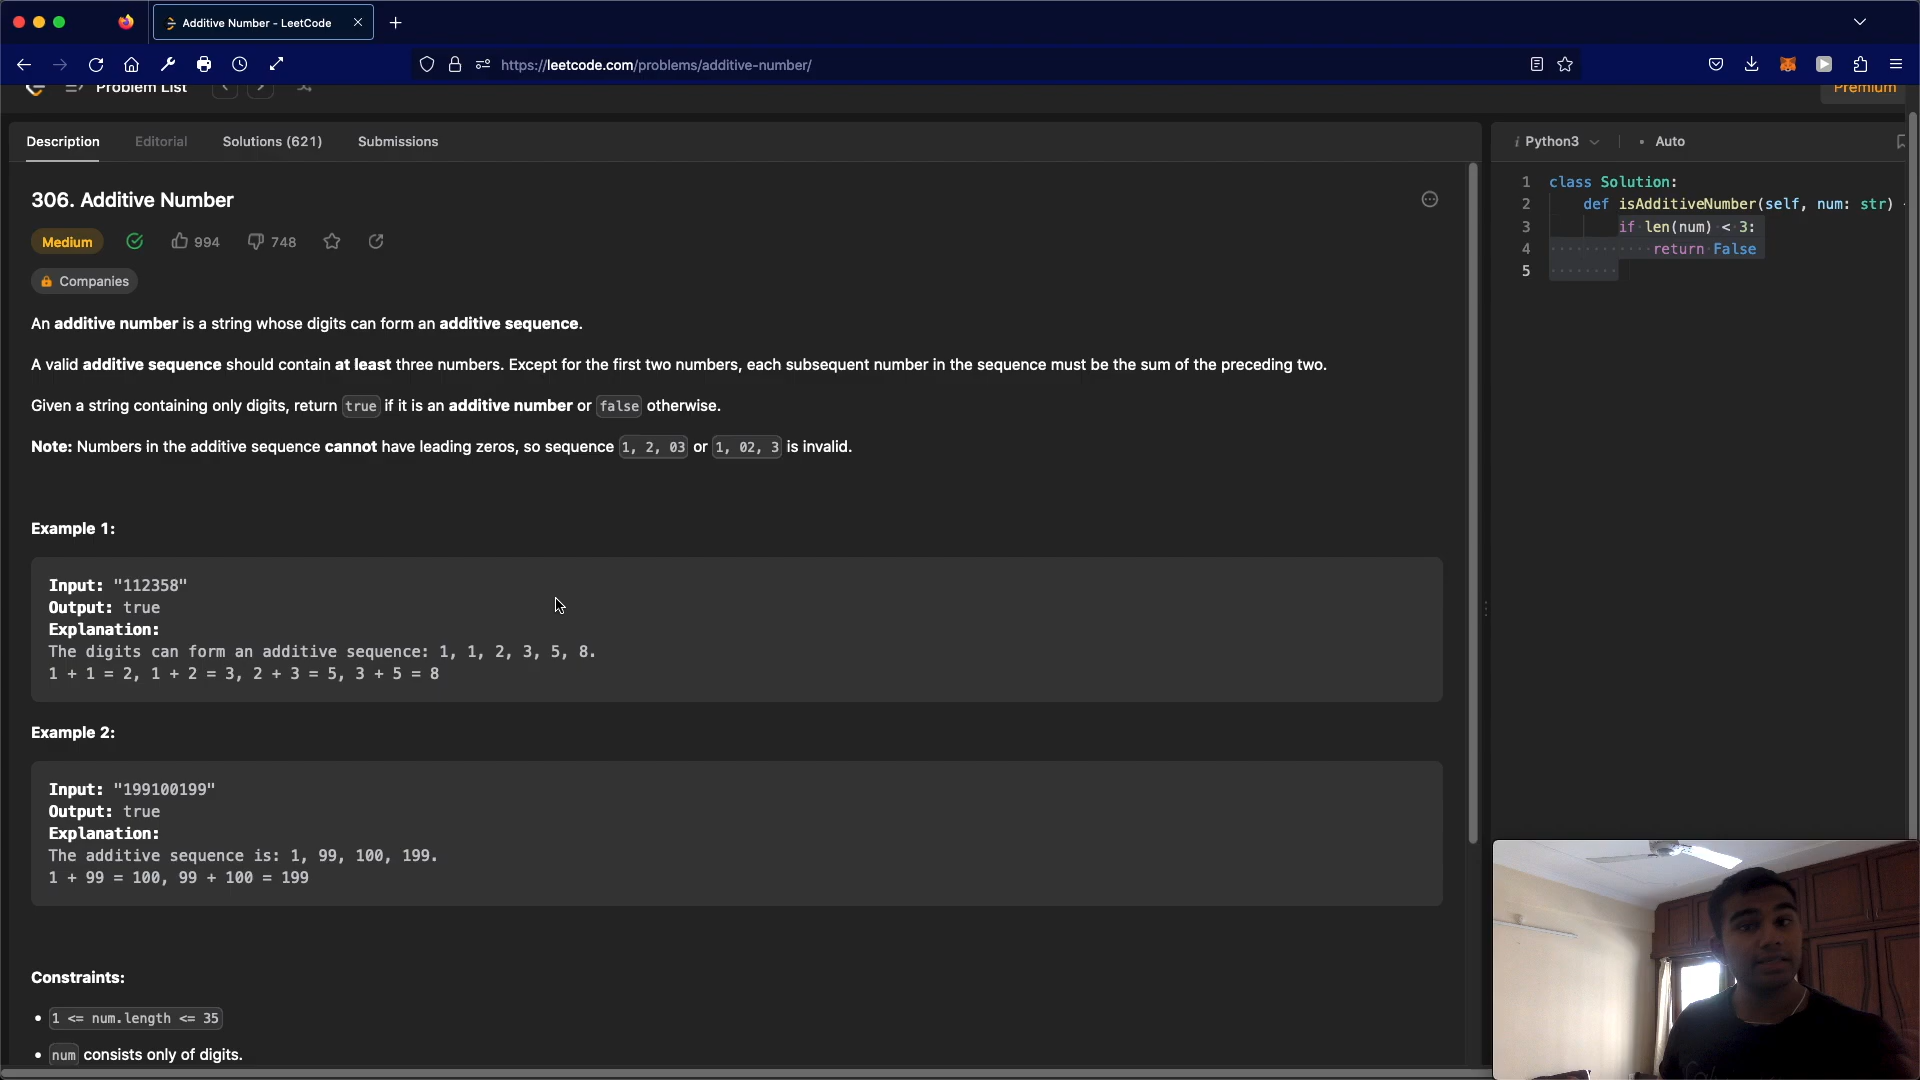 Additive Number - LeetCode
https://leetcode.com/problems/additive-number/
Problem List
Premium
Description Editorial Solutions (621) Submissions
306. Additive Number
Medium 994 748
Companies
An additive number is a string whose digits can form an additive sequence.
A valid additive sequence should contain at least three numbers. Except for the first two numbers, each subsequent number in the sequence must be the sum of the preceding two.
Given a string containing only digits, return true if it is an additive number or false otherwise.
Note: Numbers in the additive sequence cannot have leading zeros, so sequence 1, 2, 03 or 1, 02, 3 is invalid.
Example 1:
Input: "112358"
Output: true
Explanation:
The digits can form an additive sequence: 1, 1, 2, 3, 5, 8.
1 + 1 = 2, 1 + 2 = 3, 2 + 3 = 5, 3 + 5 = 8
Example 2:
Input: "199100199"
Output: true
Explanation:
The additive sequence is: 1, 99, 100, 199.
1 + 99 = 100, 99 + 100 = 199
Constraints:
• 1 <= num.length <= 35
• num consists only of digits.
i Python3 • Auto
1 class Solution:
2 def isAdditiveNumber(self, num: str) -
3 if len(num) < 3:
4 return False
5